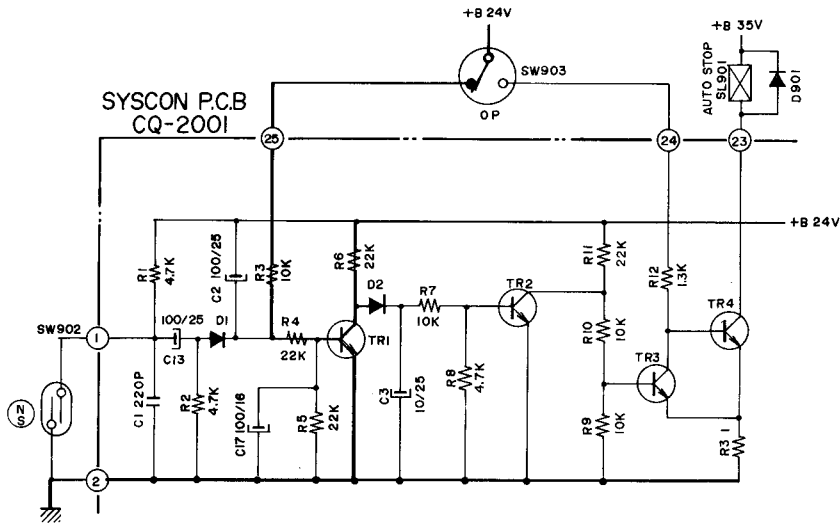 +B 24V
+B 35V
SW903
OP
AUTO STOP
SL901
D901
SYSCON P.C.B
CQ-2001
25
24
23
+B 24V
R1
4.7K
C2 100/25
R3
10K
R6
22K
R11
22K
R12
1.3K
SW902
1
100/25
C13
D1
R4
22K
TR1
D2
R7
10K
TR2
R10
10K
TR3
TR4
N
S
C1 220P
R2
4.7K
C17 100/16
R5
22K
C3
10/25
R8
4.7K
R9
10K
R3 1
2